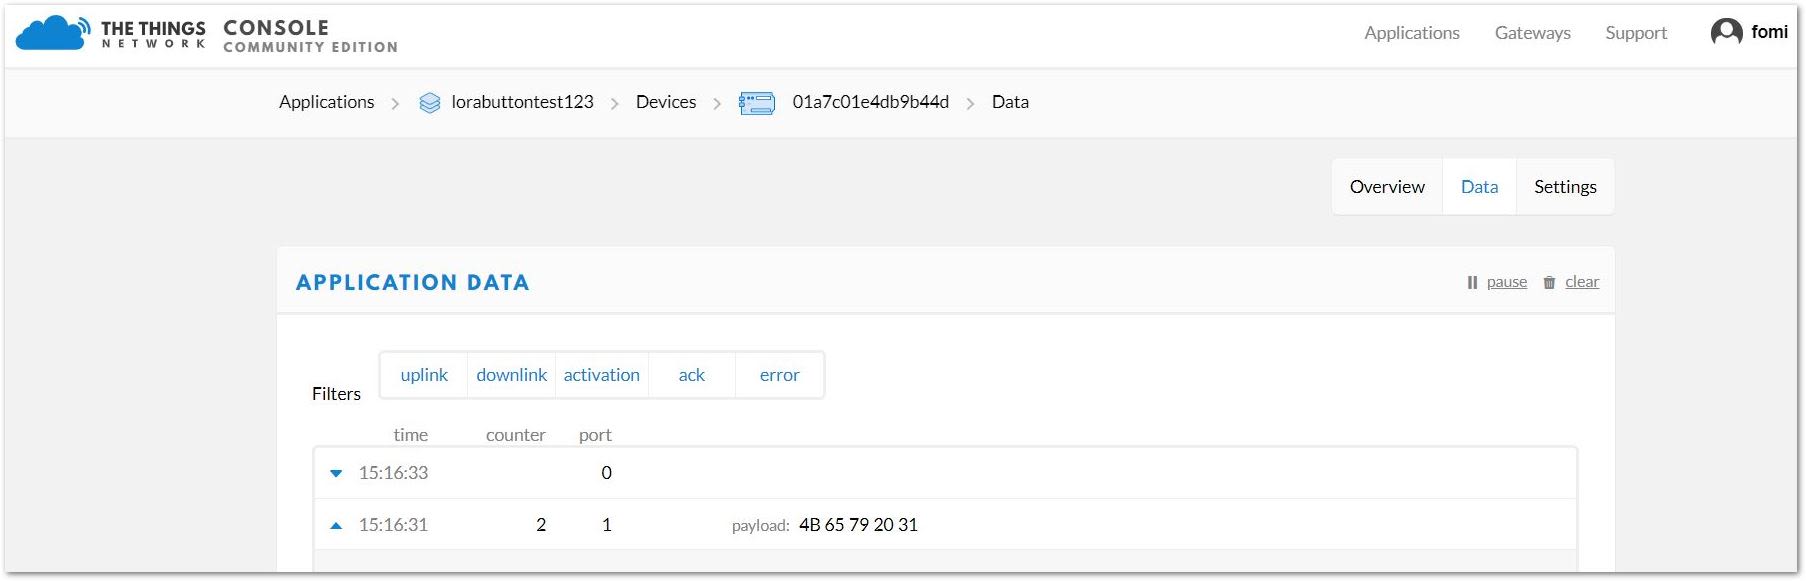 THE THINGS NETWORK CONSOLE COMMUNITY EDITION
Applications Gateways Support fomi
Applications lorabuttontest123 Devices 01a7c01e4db9b44d Data
Overview Data Settings
APPLICATION DATA pause clear
Filters uplink downlink activation ack error
time counter port
15:16:33 0
15:16:31 2 1 payload: 4B 65 79 20 31